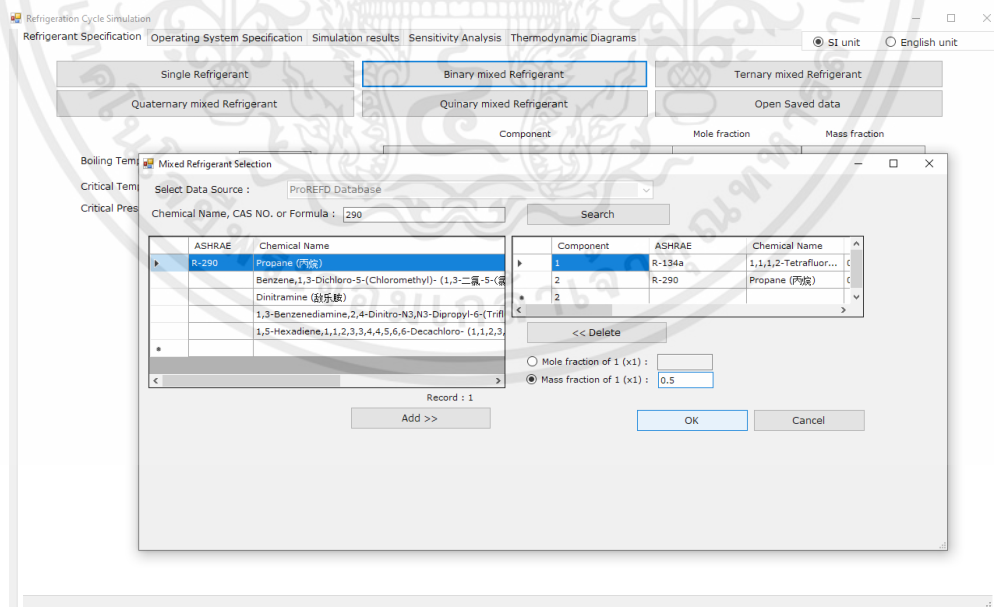 Refrigeration Cycle Simulation
Refrigerant Specification Operating System Specification Simulation results Sensitivity Analysis Thermodynamic Diagrams
SI unit English unit
Single Refrigerant Binary mixed Refrigerant Ternary mixed Refrigerant
Quaternary mixed Refrigerant Quinary mixed Refrigerant Open Saved data
Component Mole fraction Mass fraction
Boiling Temp
Critical Temp
Critical Pres
Mixed Refrigerant Selection
Select Data Source : ProREFD Database
Chemical Name, CAS NO. or Formula : 290 Search
ASHRAE Chemical Name
R-290 Propane (丙烷)
Benzene,1,3-Dichloro-5-(Chloromethyl)- (1,3-二氯-5-(氯
Dinitramine (敌乐胺)
1,3-Benzenediamine,2,4-Dinitro-N3,N3-Dipropyl-6-(Trifl
1,5-Hexadiene,1,1,2,3,3,4,4,5,6,6-Decachloro- (1,1,2,3,
Record : 1
Add >>
Component ASHRAE Chemical Name
1 R-134a 1,1,1,2-Tetrafluor...
2 R-290 Propane (丙烷)
2
<< Delete
Mole fraction of 1 (x1) :
Mass fraction of 1 (x1) : 0.5
OK Cancel